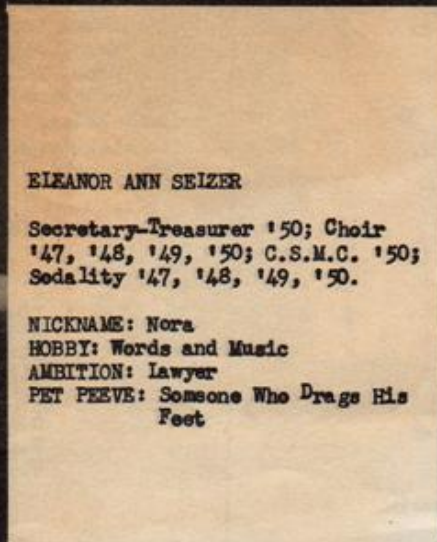 ELEANOR ANN SEIZER
Secretary-Treasurer '50; Choir
'47, '48, '49, '50; C.S.M.C. '50;
Sodality '47, '48, '49, '50.
NICKNAME: Nora
HOBBY: Words and Music
AMBITION: Lawyer
PET PEEVE: Someone Who Drags His
Feet